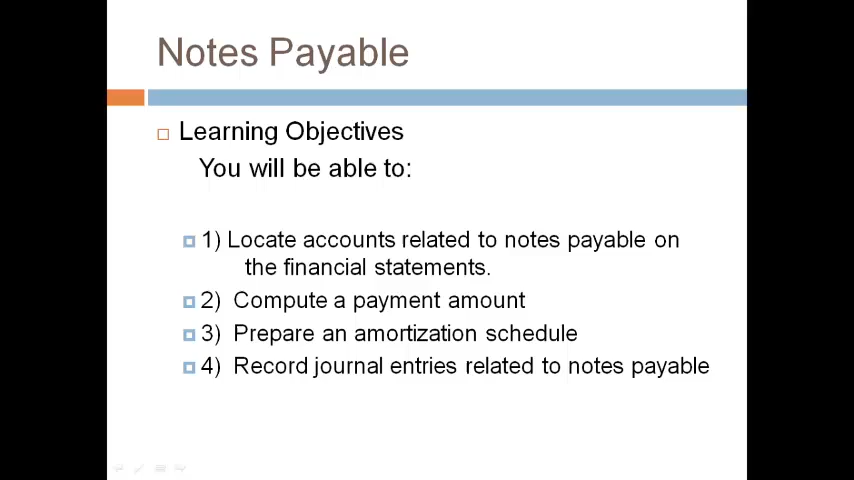 Notes Payable
Learning Objectives
You will be able to:
1) Locate accounts related to notes payable on
the financial statements.
2) Compute a payment amount
3) Prepare an amortization schedule
4) Record journal entries related to notes payable